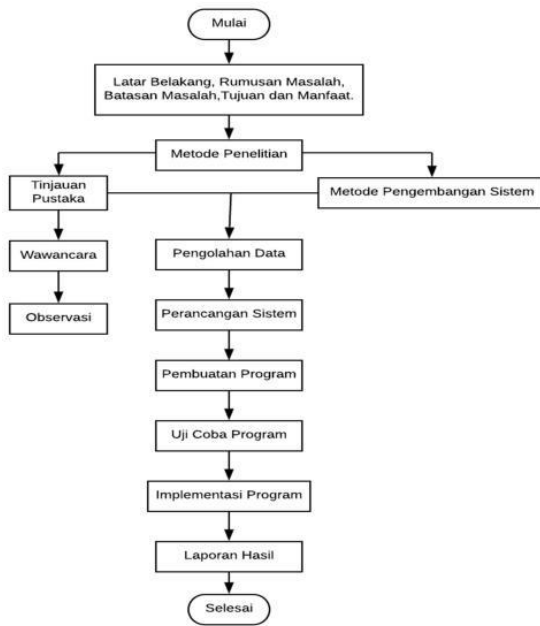 Mulai
Latar Belakang, Rumusan Masalah,
Batasan Masalah,Tujuan dan Manfaat.
Metode Penelitian
Tinjauan
Pustaka
Metode Pengembangan Sistem
Wawancara
Pengolahan Data
Observasi
Perancangan Sistem
Pembuatan Program
Uji Coba Program
Implementasi Program
Laporan Hasil
Selesai